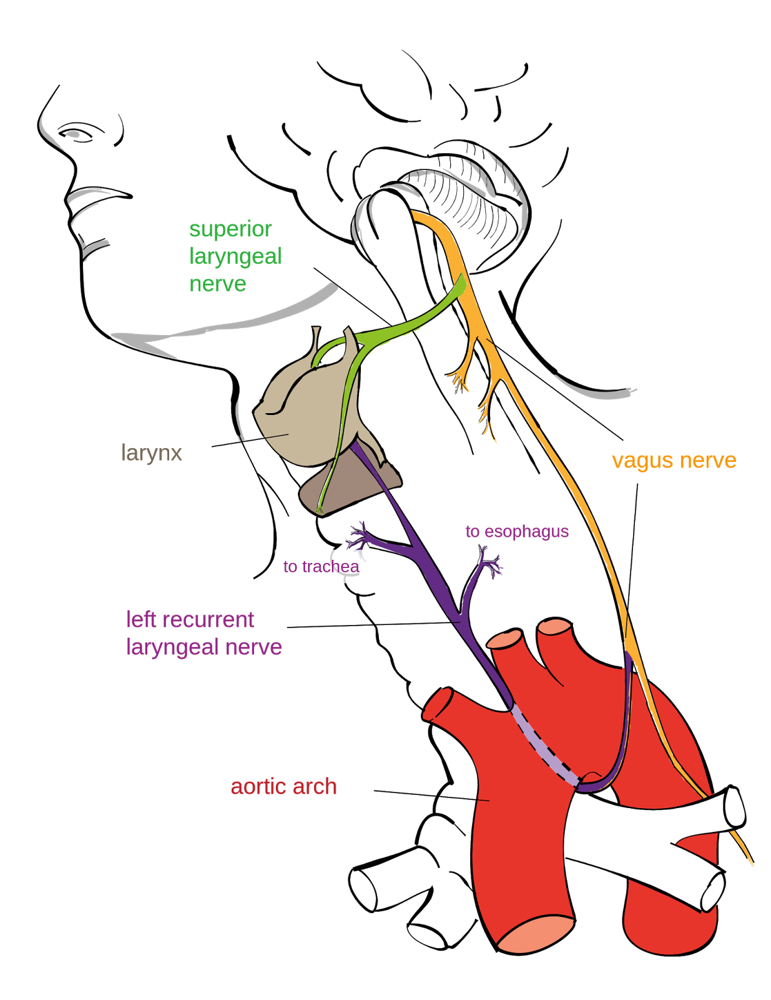 superior
laryngeal
nerve
larynx
vagus nerve
to esophagus
to trachea
left recurrent
laryngeal nerve
aortic arch